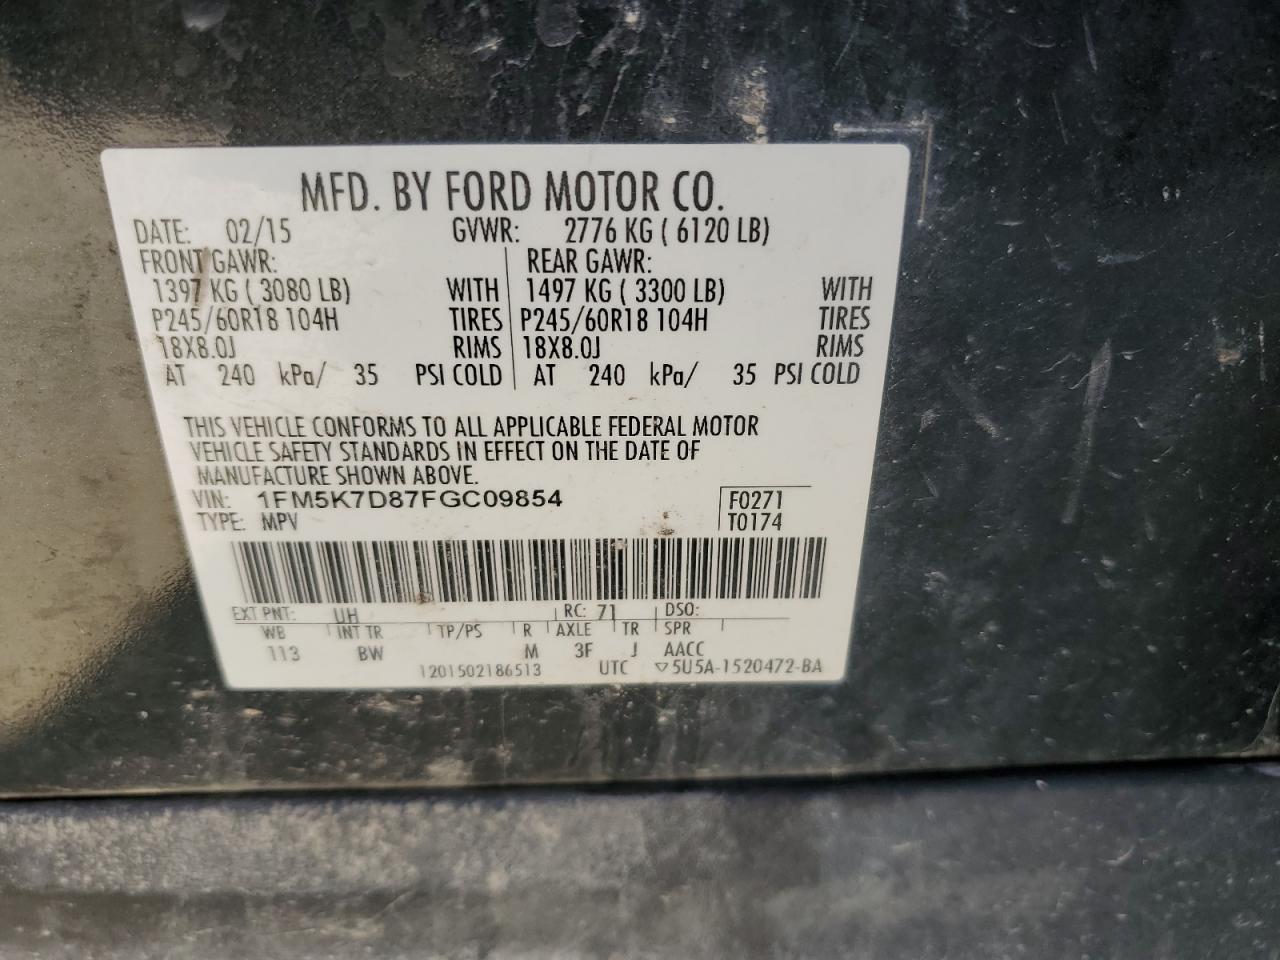 MFD. BY FORD MOTOR CO.
DATE: 02/15 GVWR: 2776 KG ( 6120 LB)
FRONT GAWR: REAR GAWR:
1397 KG ( 3080 LB) WITH 1497 KG ( 3300 LB) WITH
P245/60R18 104H TIRES P245/60R18 104H TIRES
18X8.0J RIMS 18X8.0J RIMS
AT 240 kPa/ 35 PSI COLD AT 240 kPa/ 35 PSI COLD
THIS VEHICLE CONFORMS TO ALL APPLICABLE FEDERAL MOTOR
VEHICLE SAFETY STANDARDS IN EFFECT ON THE DATE OF
MANUFACTURE SHOWN ABOVE.
VIN: 1FM5K7D87FGC09854 F0271
TYPE: MPV T0174
EXT PNT: UH RC: 71 DSO:
WB INT TR TP/PS R AXLE TR SPR
113 BW M 3F J AACC
1201502186513 UTC ▽5U5A-1520472-BA